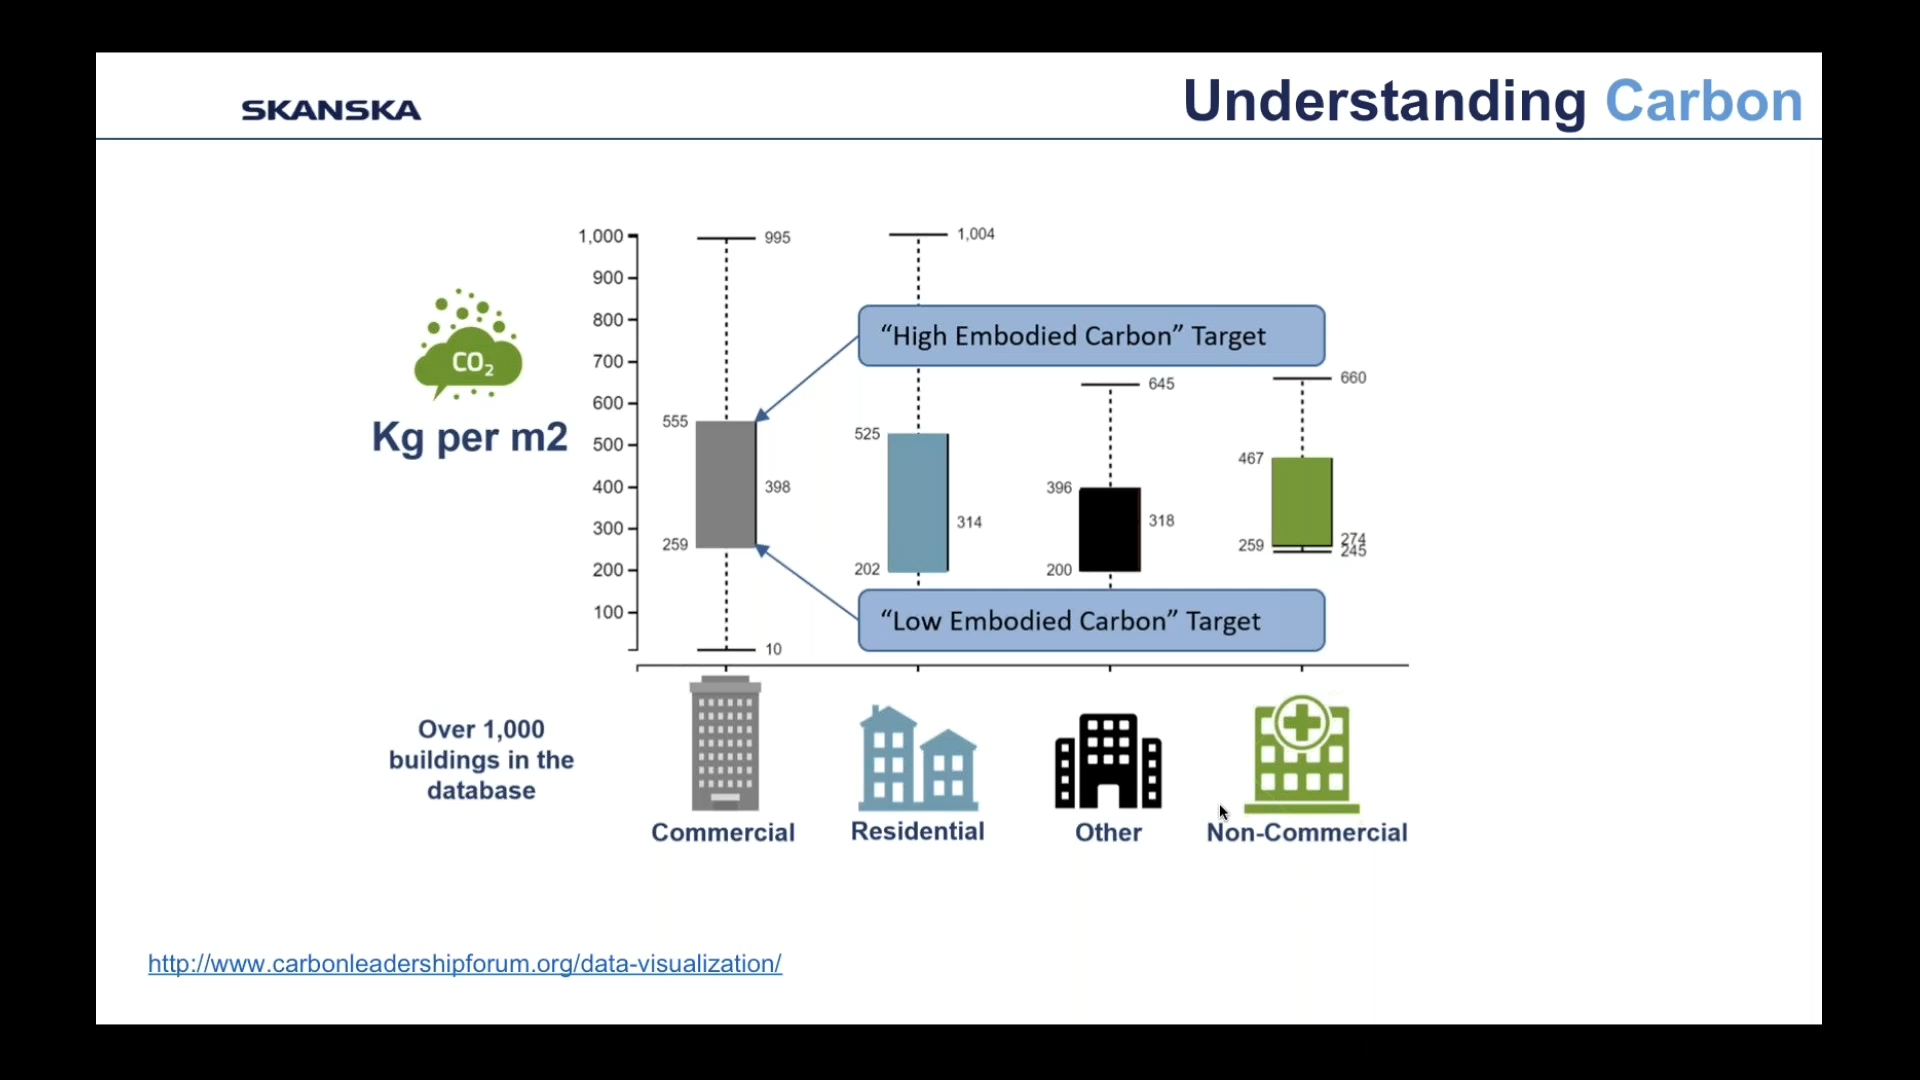 SKANSKA
Understanding Carbon
CO2
Kg per m2
1,000
900
800
700
600
500
400
300
200
100
995
555
398
259
10
1,004
525
314
202
645
396
318
200
660
467
259
274
245
“High Embodied Carbon” Target
“Low Embodied Carbon” Target
Over 1,000
buildings in the
database
Commercial
Residential
Other
Non-Commercial
http://www.carbonleadershipforum.org/data-visualization/